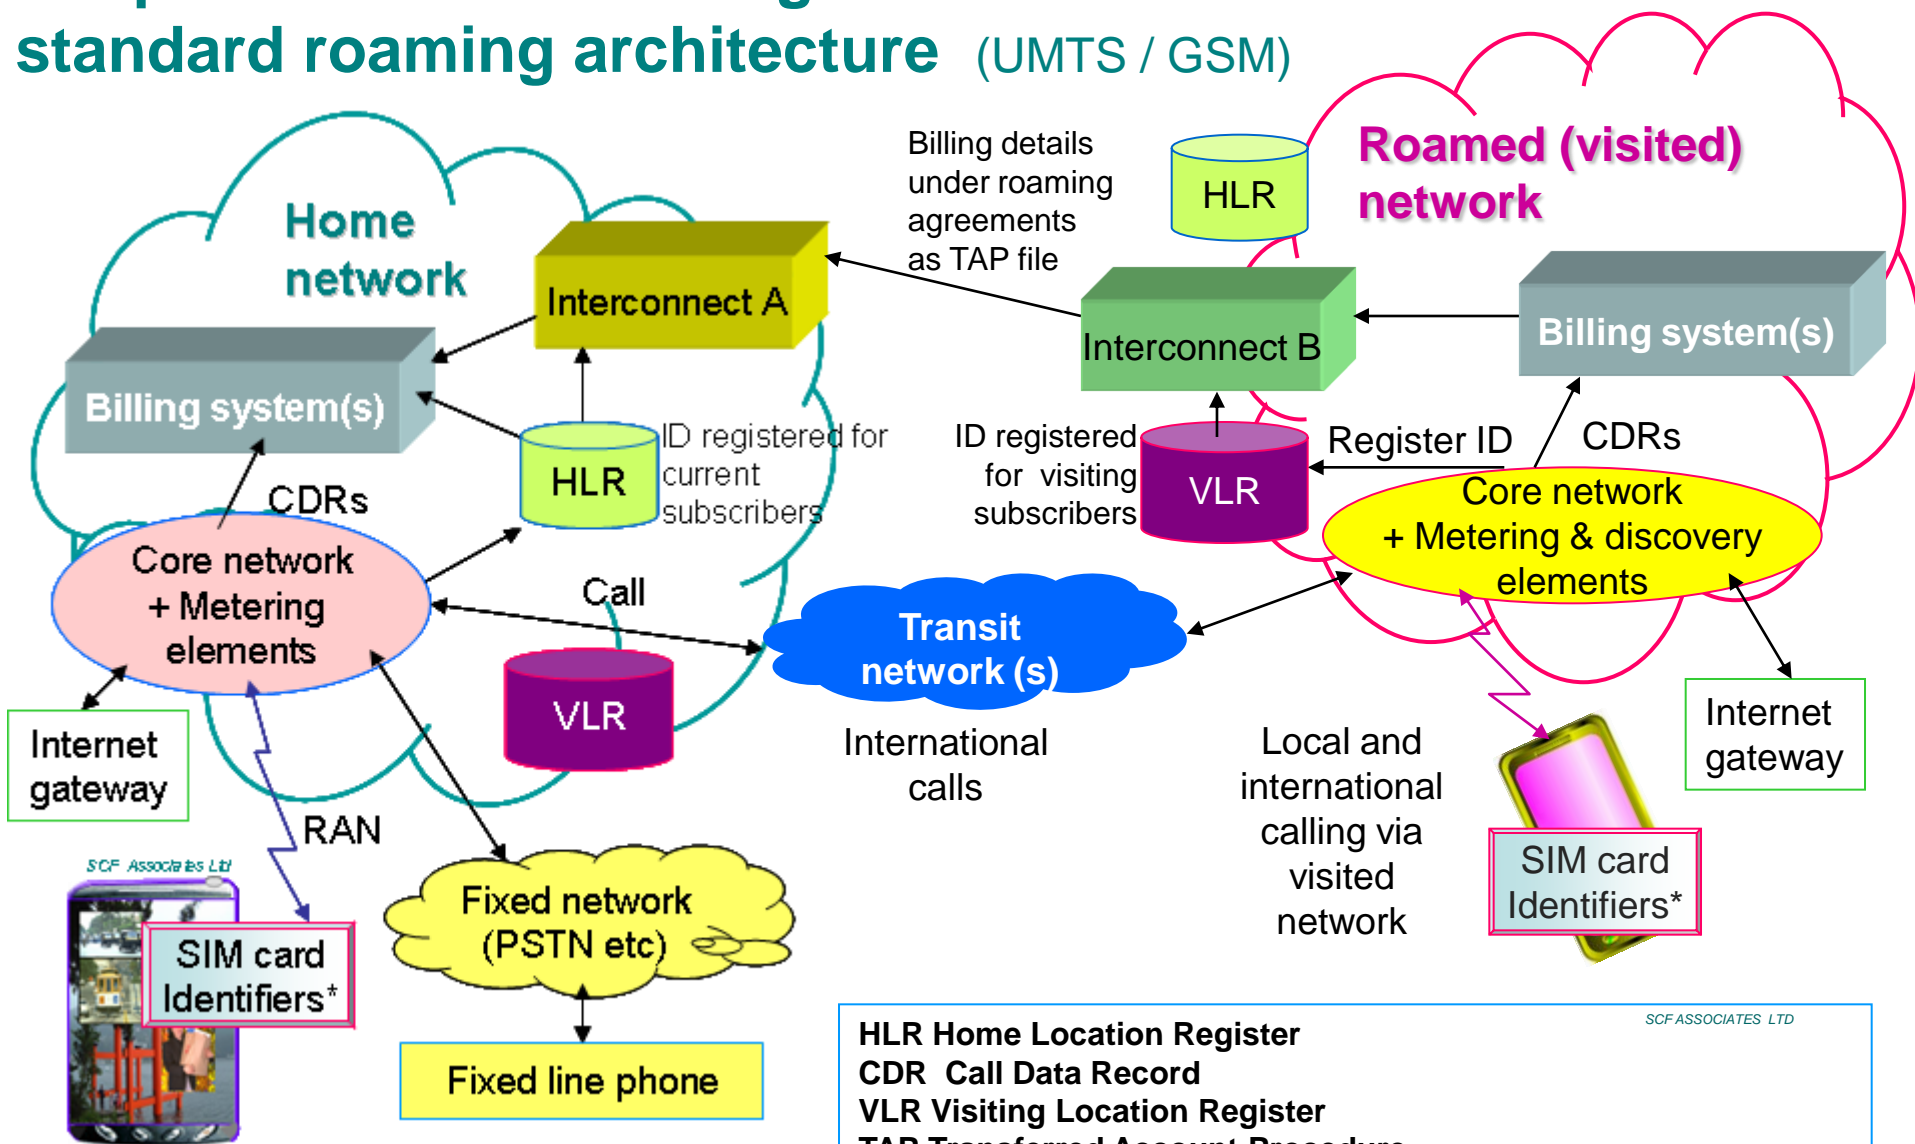 standard roaming architecture (UMTS / GSM)
Home
network
Interconnect A
Billing system(s)
HLR
ID registered for
current
subscribers
CDRs
Core network
+ Metering
elements
Call
VLR
Internet
gateway
RAN
SCF Associates Ltd
SIM card
Identifiers*
Fixed network
(PSTN etc)
Fixed line phone
Billing details
under roaming
agreements
as TAP file
HLR
Roamed (visited)
network
Interconnect B
Billing system(s)
ID registered
for visiting
subscribers
VLR
Register ID
CDRs
Core network
+ Metering & discovery
elements
Transit
network (s)
International
calls
Local and
international
calling via
visited
network
SIM card
Identifiers*
Internet
gateway
SCF ASSOCIATES LTD
HLR Home Location Register
CDR Call Data Record
VLR Visiting Location Register
TAP Transferred Account Procedure